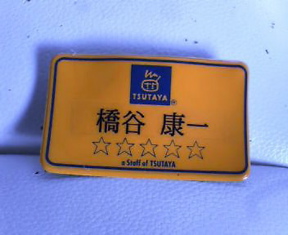 TSUTAYA®
橋谷 康一
☆☆☆☆☆
a Staff of TSUTAYA